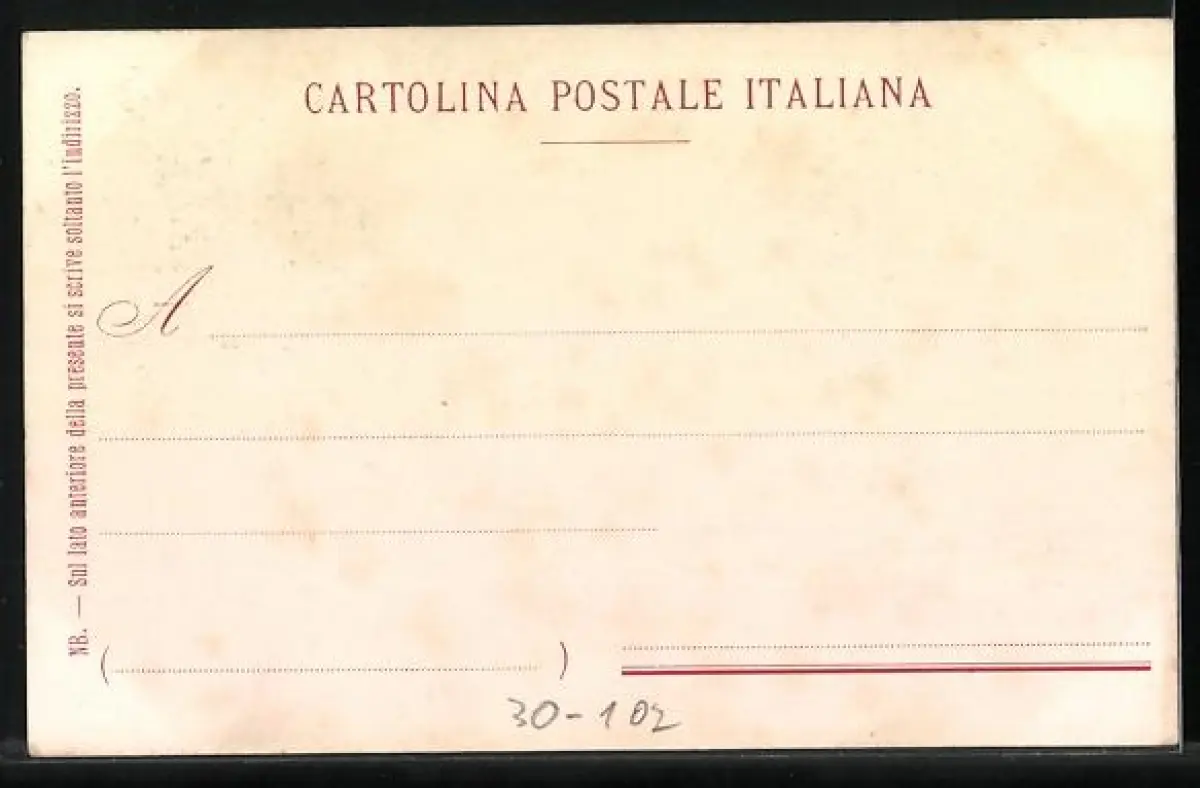 CARTOLINA POSTALE ITALIANA
NB. — Sul lato anteriore della presente si scrive soltanto l'indirizzo.
A
( )
30-102